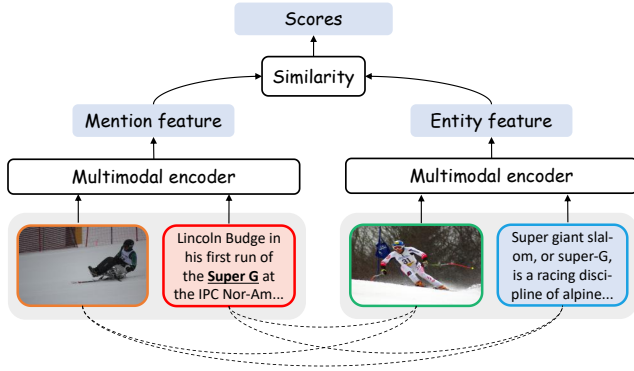 Scores
Similarity
Mention feature
Entity feature
Multimodal encoder
Multimodal encoder
Lincoln Budge in
his first run of
the Super G at
the IPC Nor-Am...
Super giant slal-
om, or super-G,
is a racing disci-
pline of alpine...